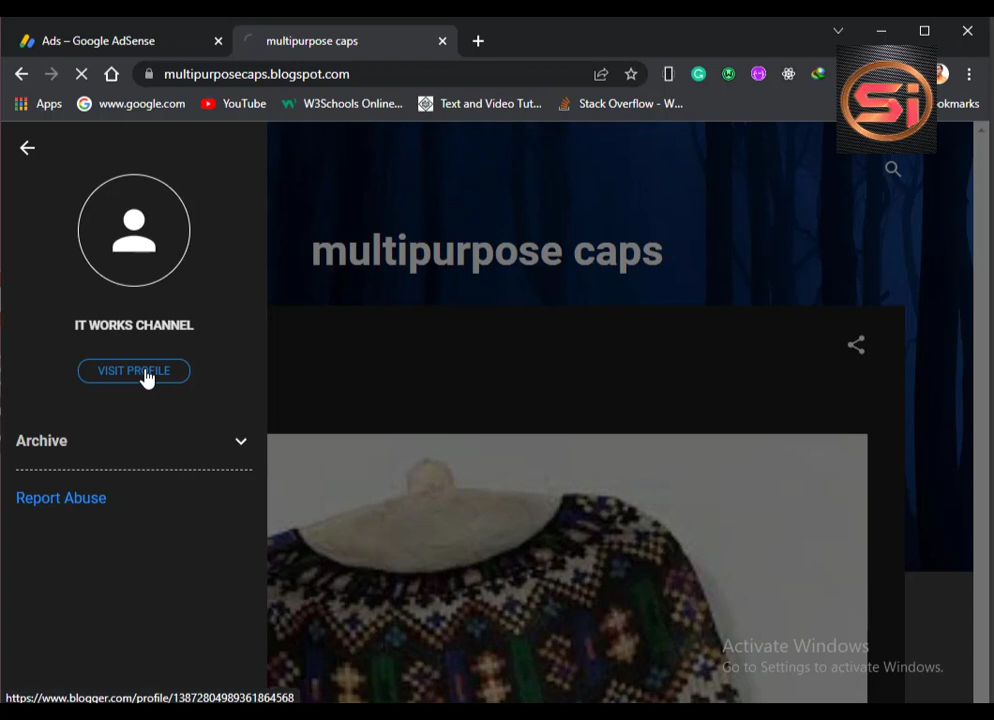 Ads – Google AdSense
multipurpose caps
multipurposecaps.blogspot.com
Apps
www.google.com
YouTube
W3Schools Online...
Text and Video Tut...
Stack Overflow - W...
okmarks
Si
multipurpose caps
IT WORKS CHANNEL
VISIT PROFILE
Archive
Report Abuse
Activate Windows
Go to Settings to activate Windows.
https://www.blogger.com/profile/13872804989361864568